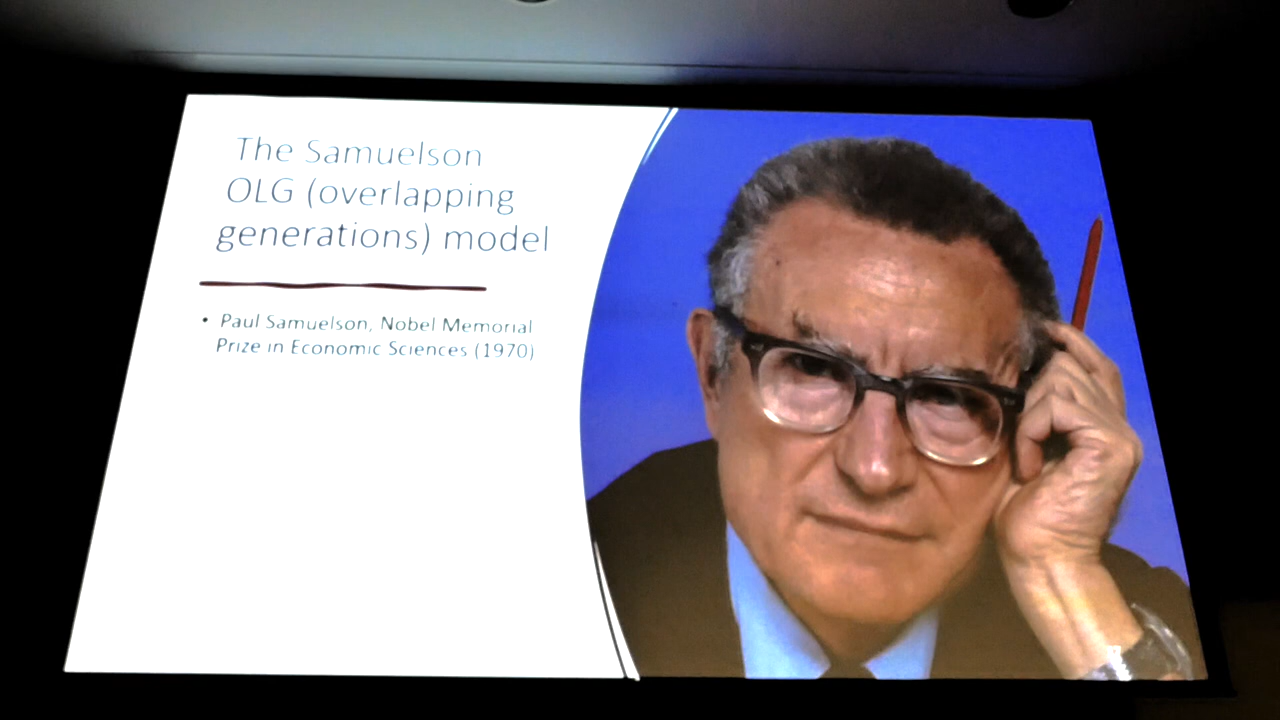 The Samuelson
OLG (overlapping
generations) model
• Paul Samuelson, Nobel Memorial
Prize in Economic Sciences (1970)